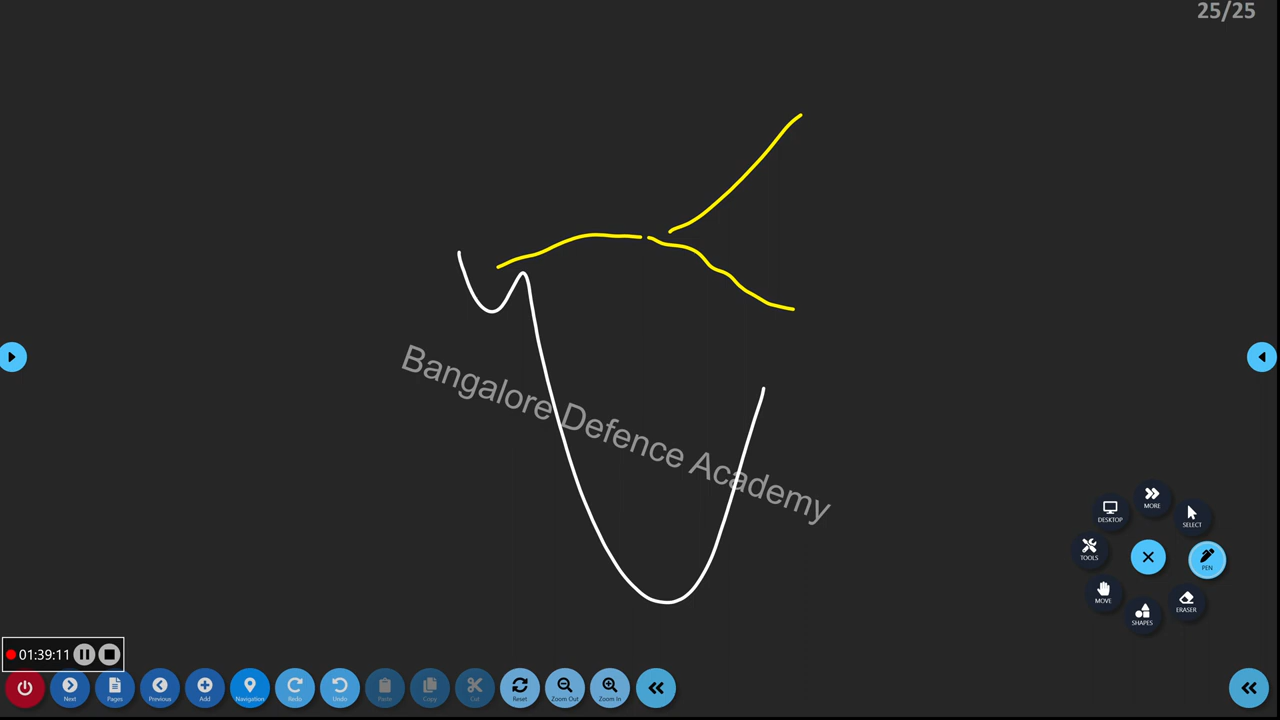 25/25
Bangalore Defence Academy
MORE
DESKTOP
SELECT
TOOLS
PEN
MOVE
ERASER
SHAPES
01:39:11
Next
Pages
Previous
Add
Navigation
Redo
Undo
Paste
Copy
Cut
Reset
Zoom Out
Zoom In